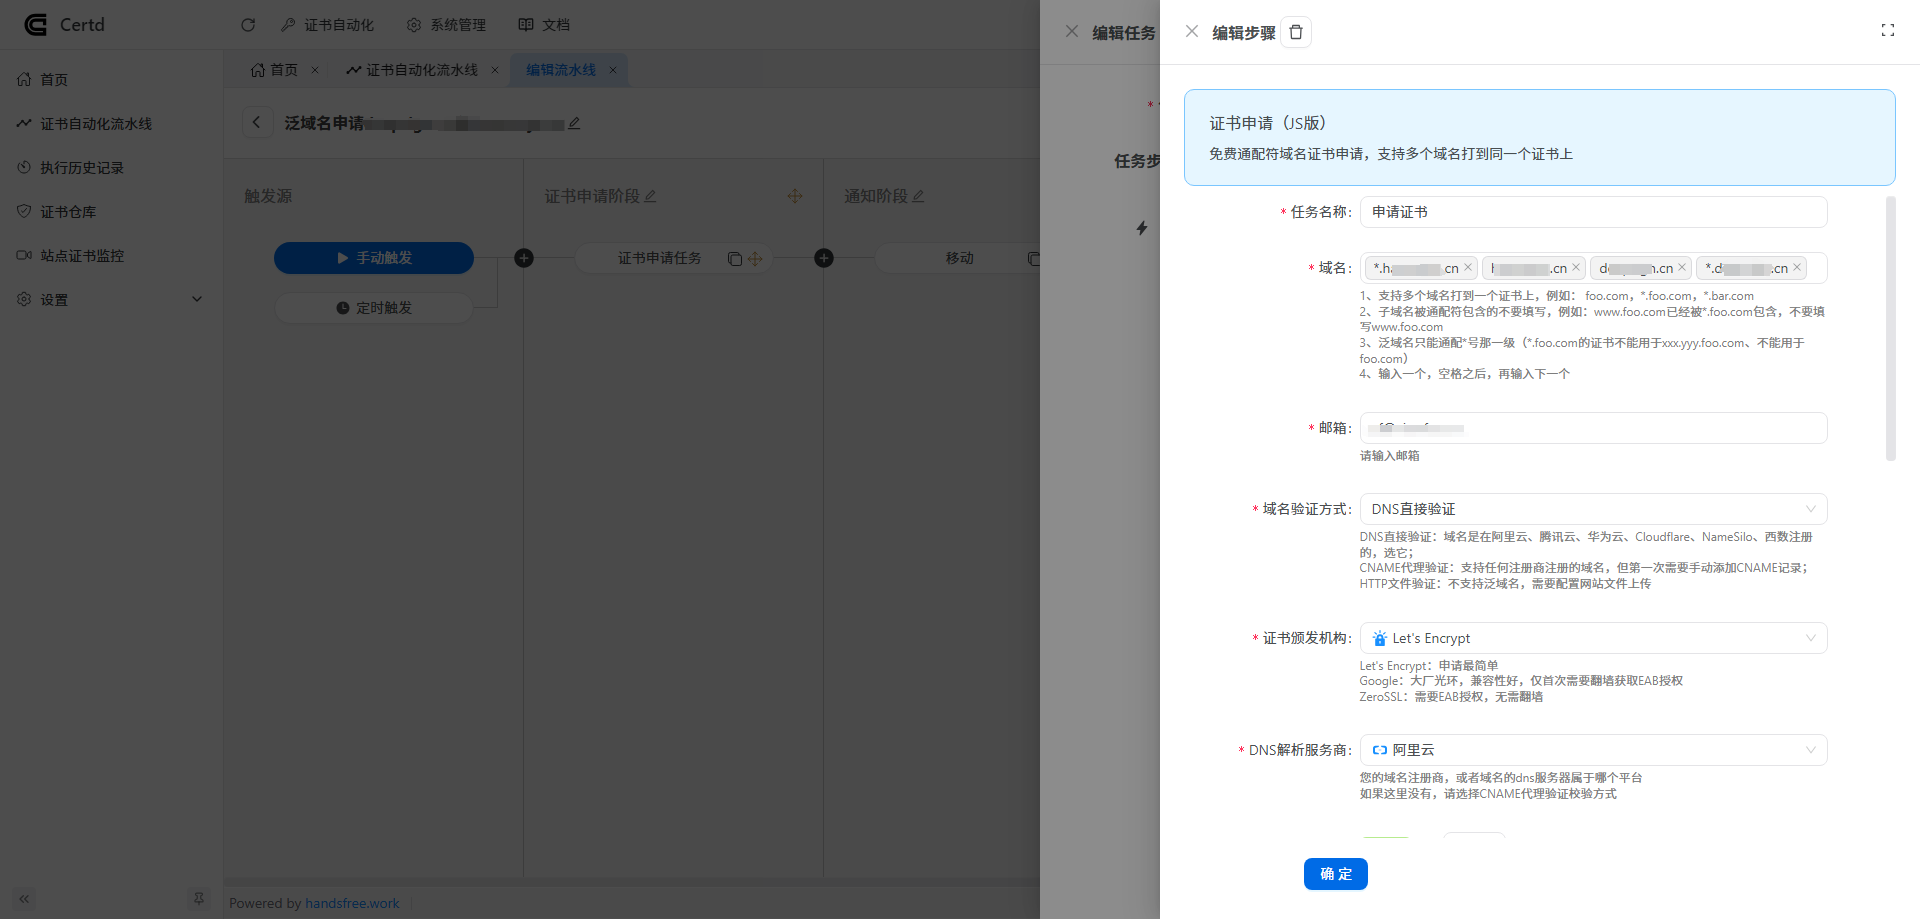 Certd
证书自动化
系统管理
文档
首页
证书自动化流水线
执行历史记录
证书仓库
站点证书监控
设置
首页
证书自动化流水线
编辑流水线
泛域名申请
触发源
证书申请阶段
通知阶段
手动触发
定时触发
证书申请任务
移动
Powered by handsfree.work
编辑任务
*
任务步
编辑步骤
证书申请（JS版）
免费通配符域名证书申请，支持多个域名打到同一个证书上
* 任务名称：
申请证书
* 域名：
*.ha .cn
.cn
.cn
*.d .cn
1、支持多个域名打到一个证书上，例如： foo.com，*.foo.com，*.bar.com
2、子域名被通配符包含的不要填写，例如：www.foo.com已经被*.foo.com包含，不要填
写www.foo.com
3、泛域名只能通配*号那一级（*.foo.com的证书不能用于xxx.yyy.foo.com、不能用于
foo.com）
4、输入一个，空格之后，再输入下一个
* 邮箱：
请输入邮箱
* 域名验证方式：
DNS直接验证
DNS直接验证：域名是在阿里云、腾讯云、华为云、Cloudflare、NameSilo、西数注册
的，选它；
CNAME代理验证：支持任何注册商注册的域名，但第一次需要手动添加CNAME记录；
HTTP文件验证：不支持泛域名，需要配置网站文件上传
* 证书颁发机构：
Let's Encrypt
Let's Encrypt：申请最简单
Google：大厂光环，兼容性好，仅首次需要翻墙获取EAB授权
ZeroSSL：需要EAB授权，无需翻墙
* DNS解析服务商：
阿里云
您的域名注册商，或者域名的dns服务器属于哪个平台
如果这里没有，请选择CNAME代理验证校验方式
确 定